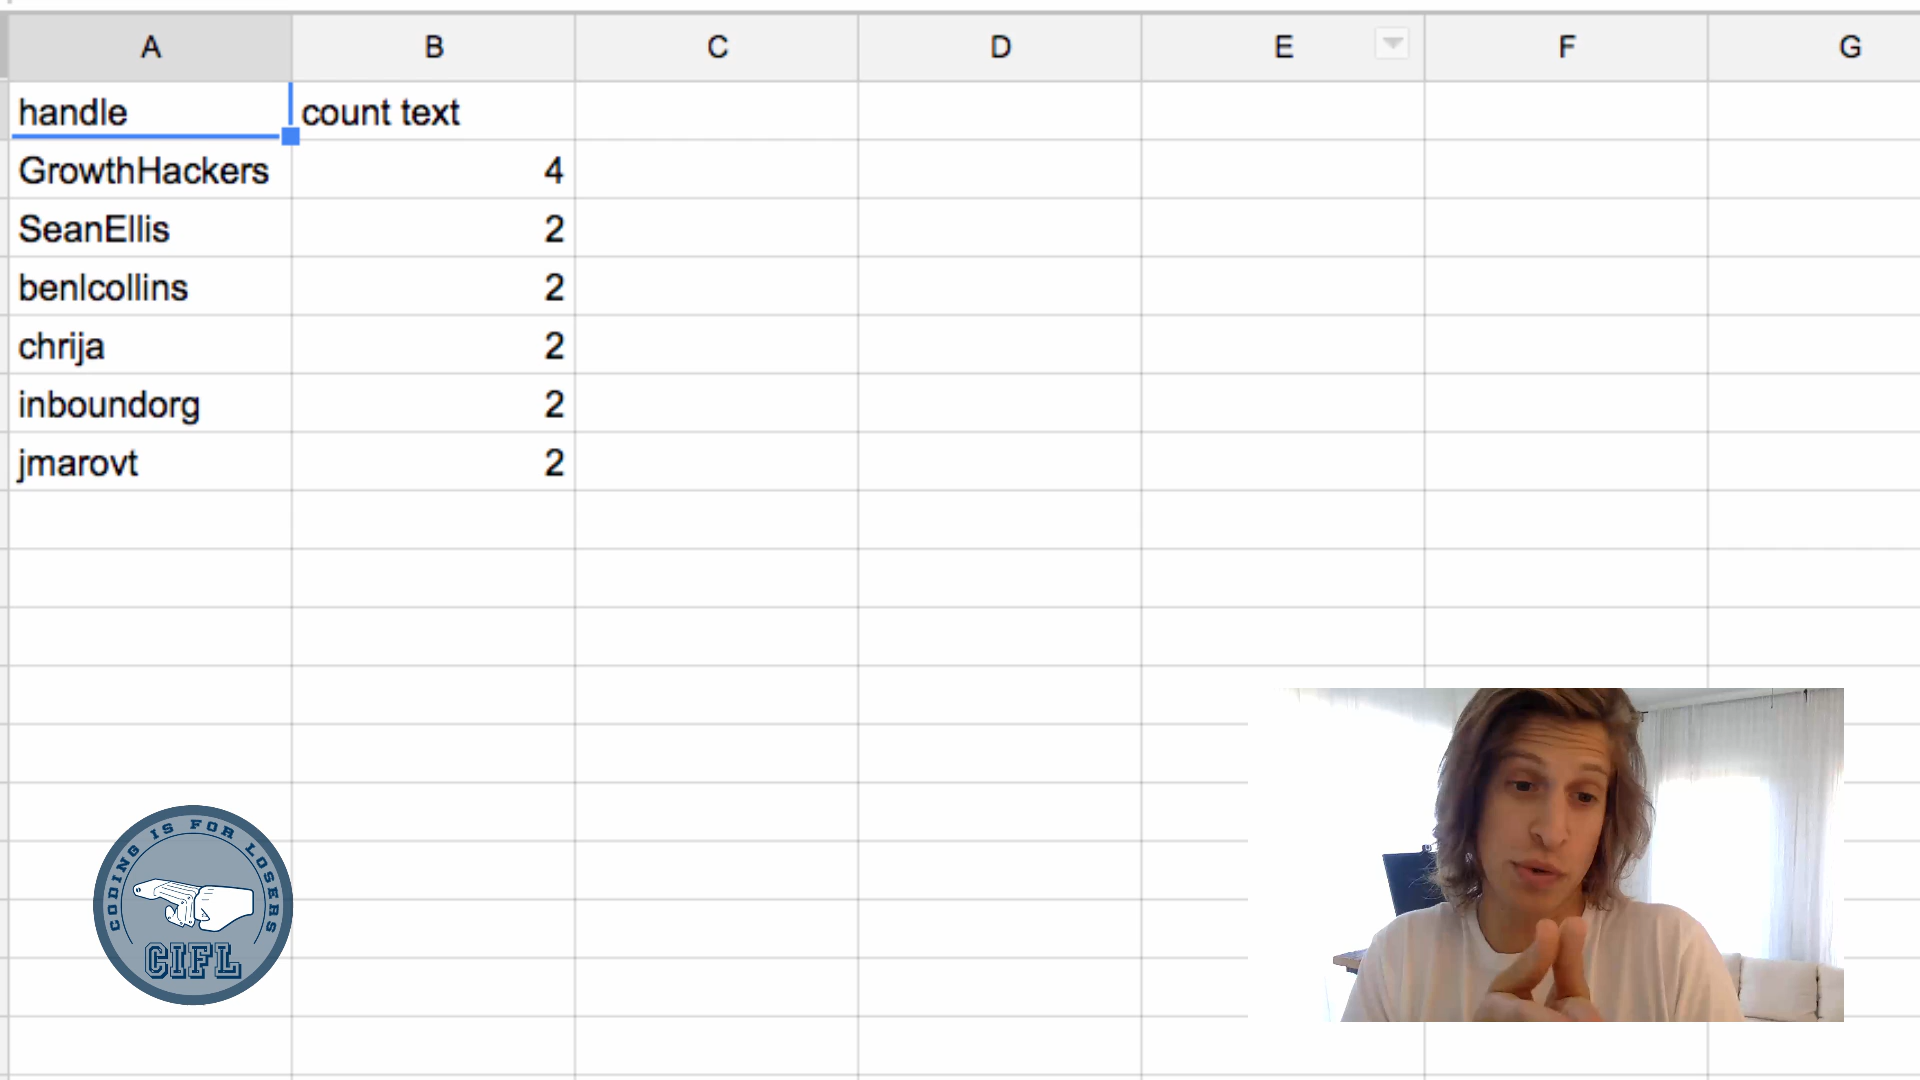 A B C D E F G
handle count text
GrowthHackers 4
SeanEllis 2
benlcollins 2
chrija 2
inboundorg 2
jmarovt 2
CODING IS FOR LOSERS
CIFL